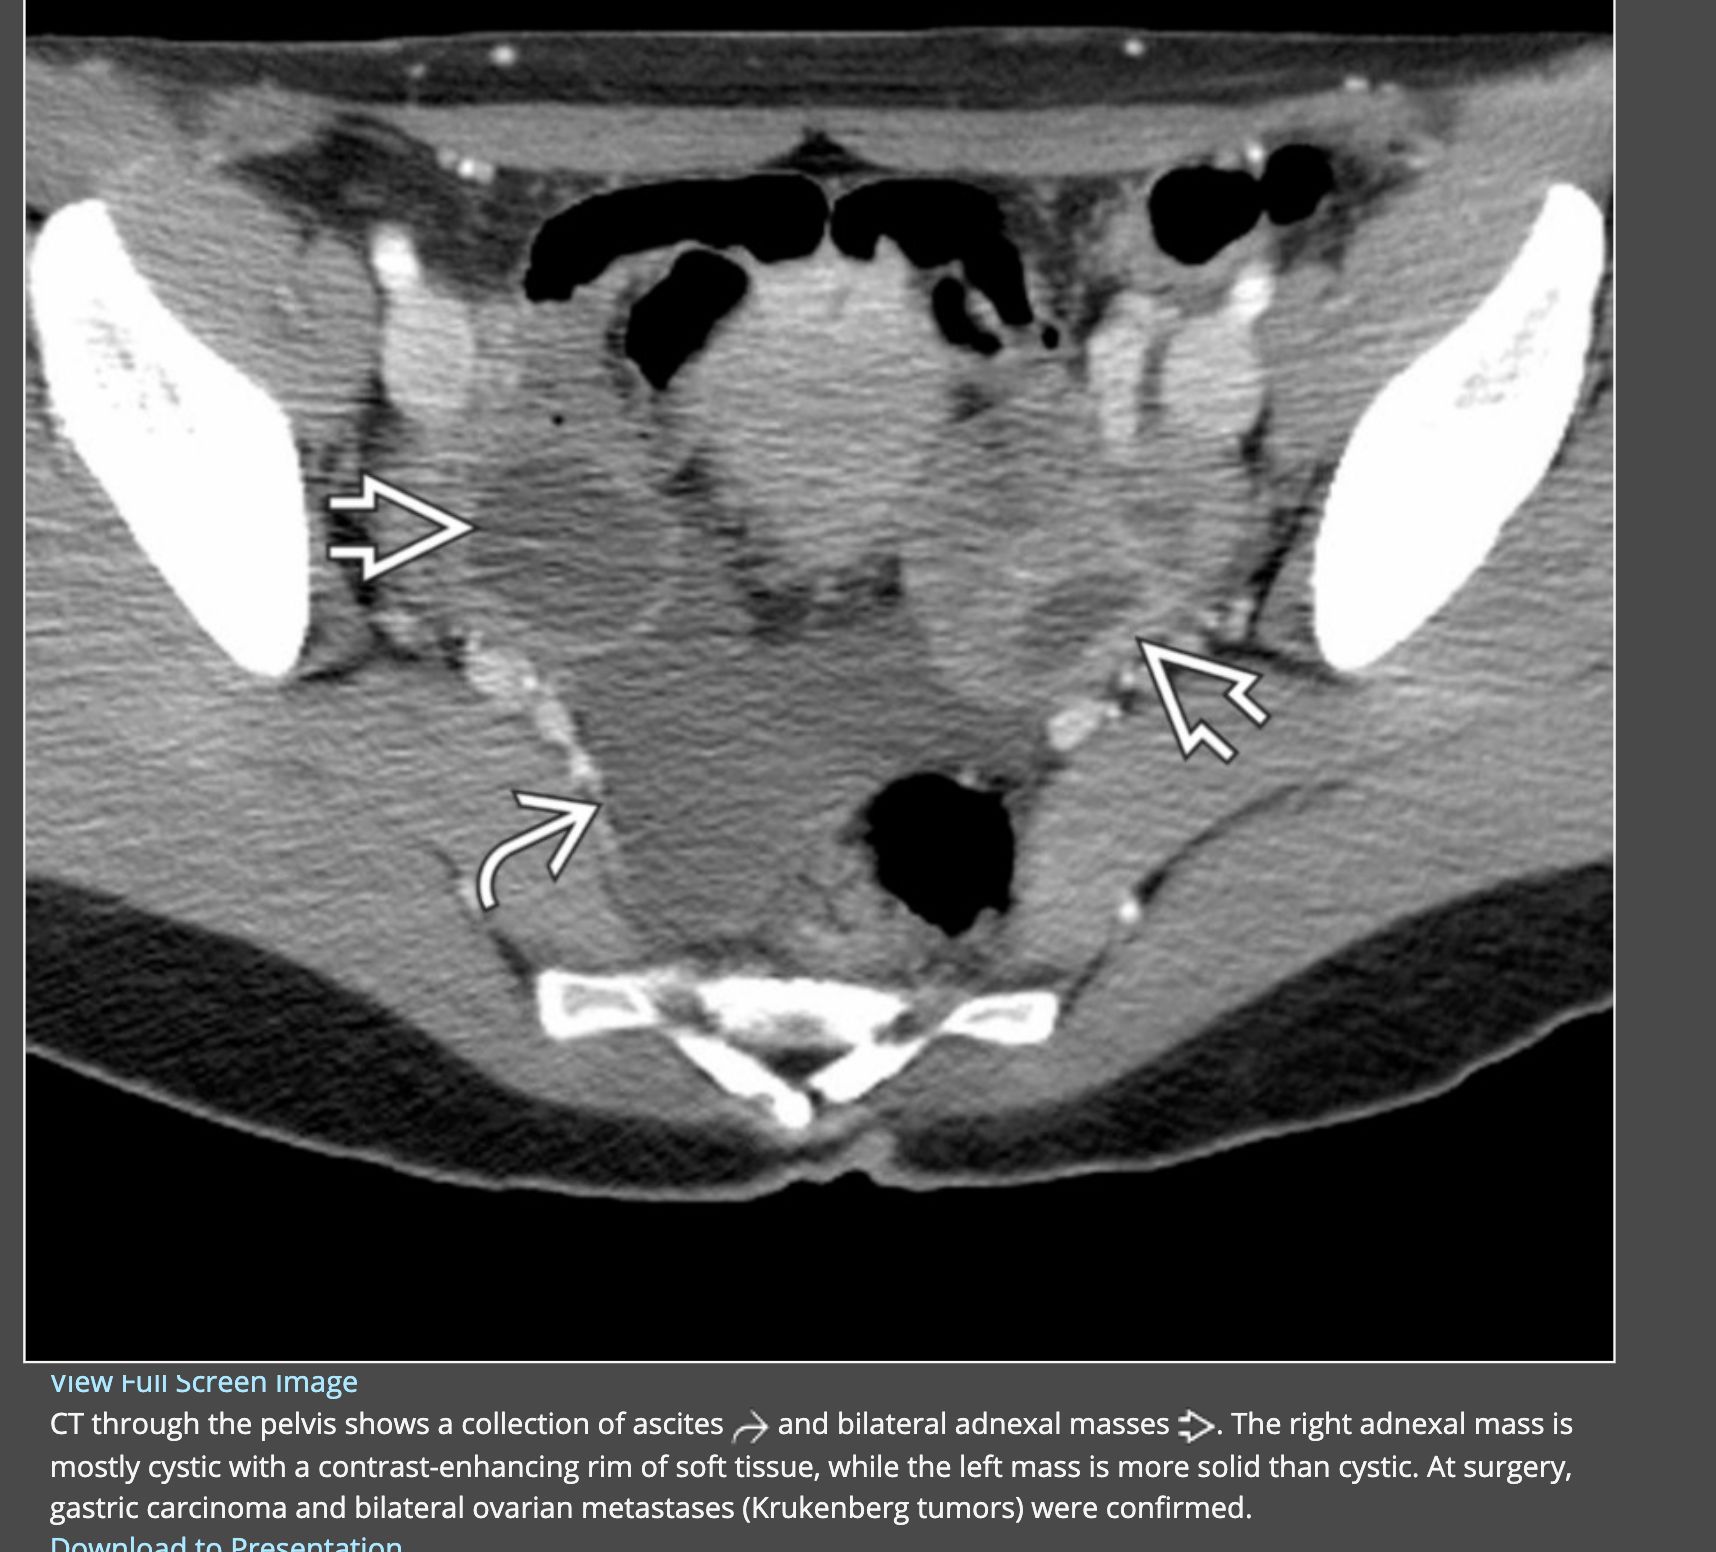 View Full Screen Image
CT through the pelvis shows a collection of ascites and bilateral adnexal masses . The right adnexal mass is
mostly cystic with a contrast-enhancing rim of soft tissue, while the left mass is more solid than cystic. At surgery,
gastric carcinoma and bilateral ovarian metastases (Krukenberg tumors) were confirmed.
Download to Presentation